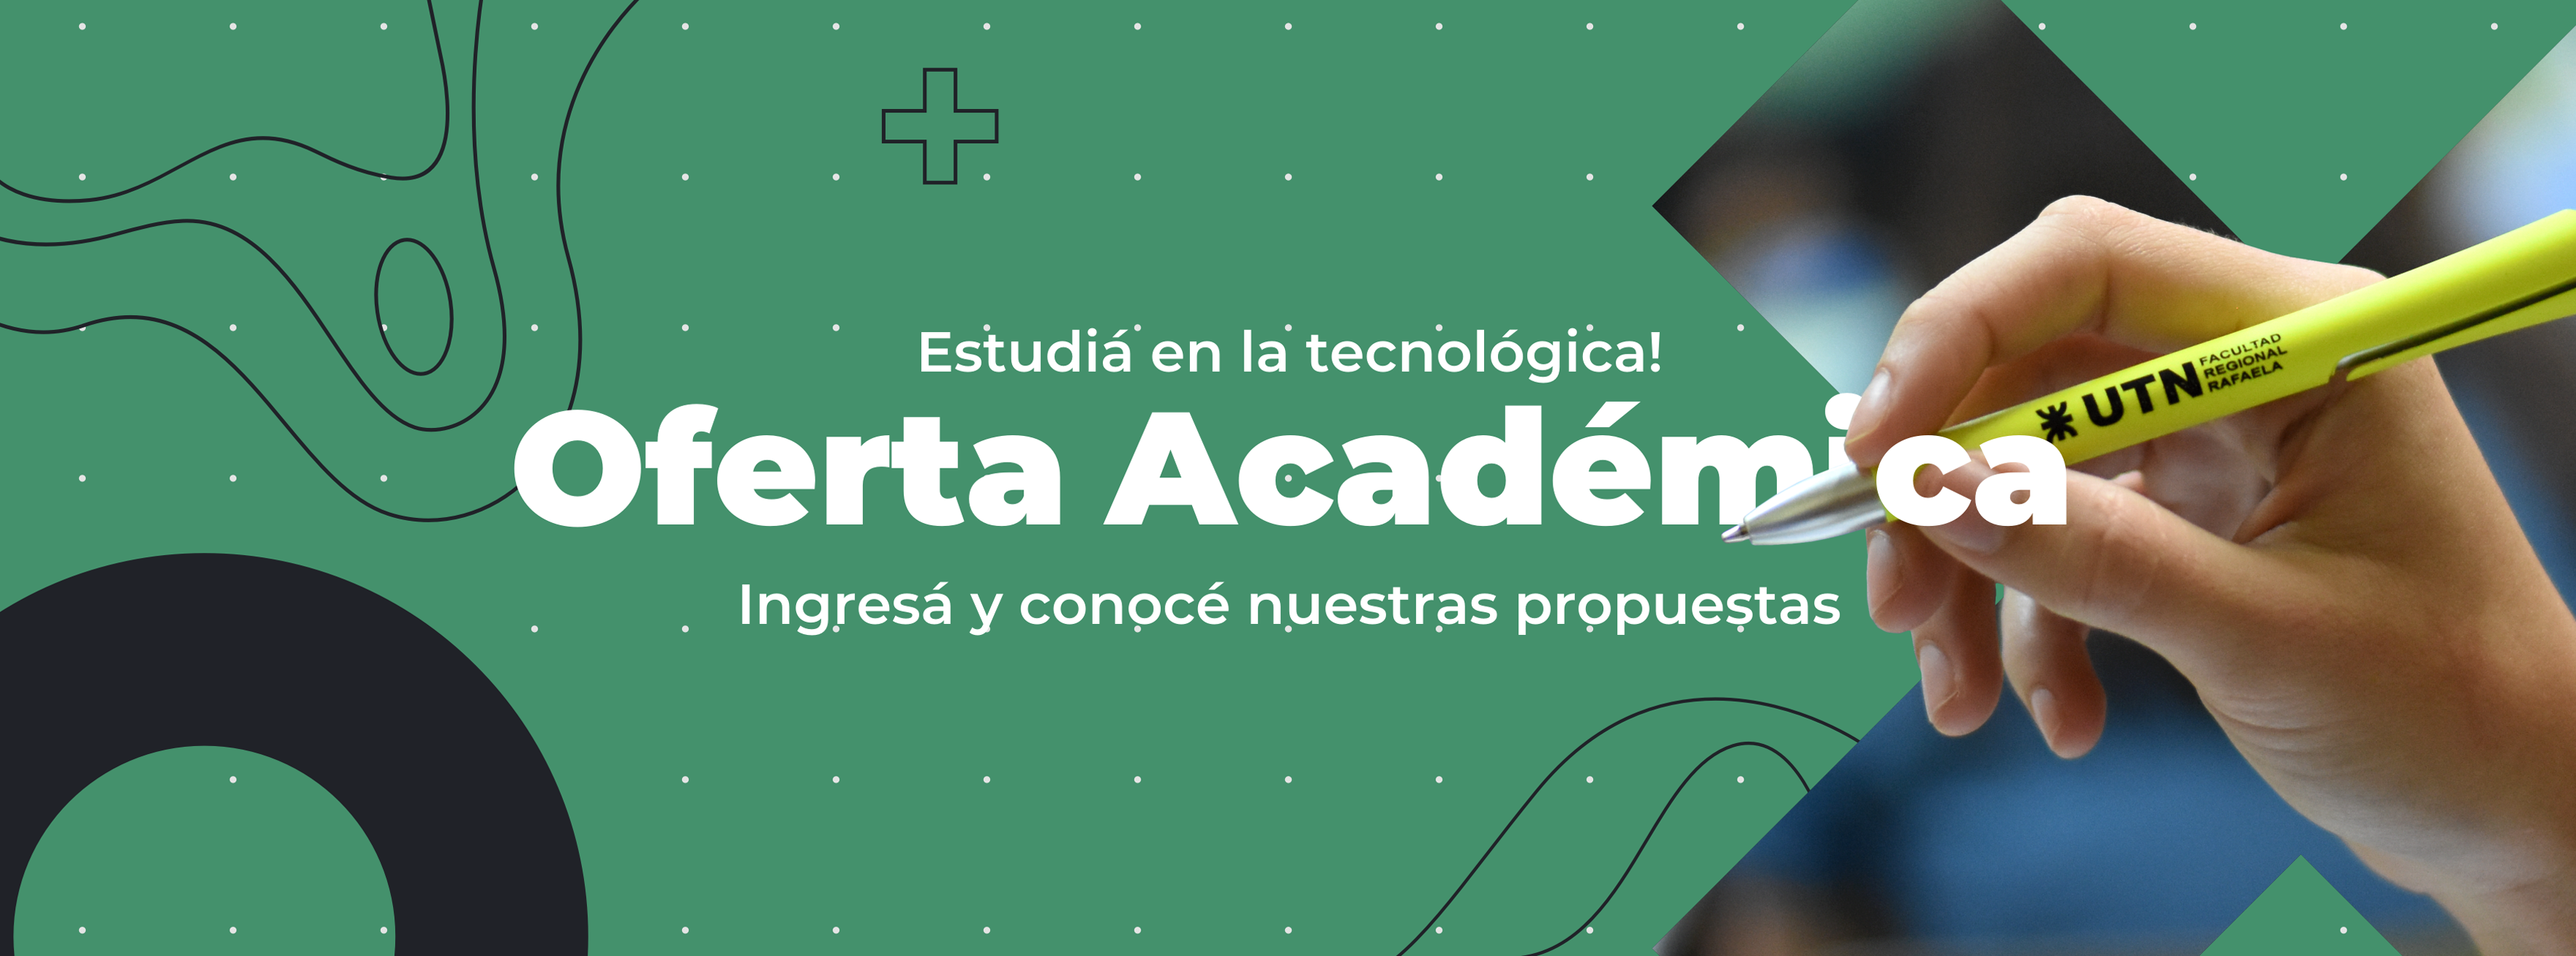 Estudiá en la tecnológica!
Oferta Académica
Ingresá y conocé nuestras propuestas
UTN
FACULTAD
REGIONAL
RAFAELA